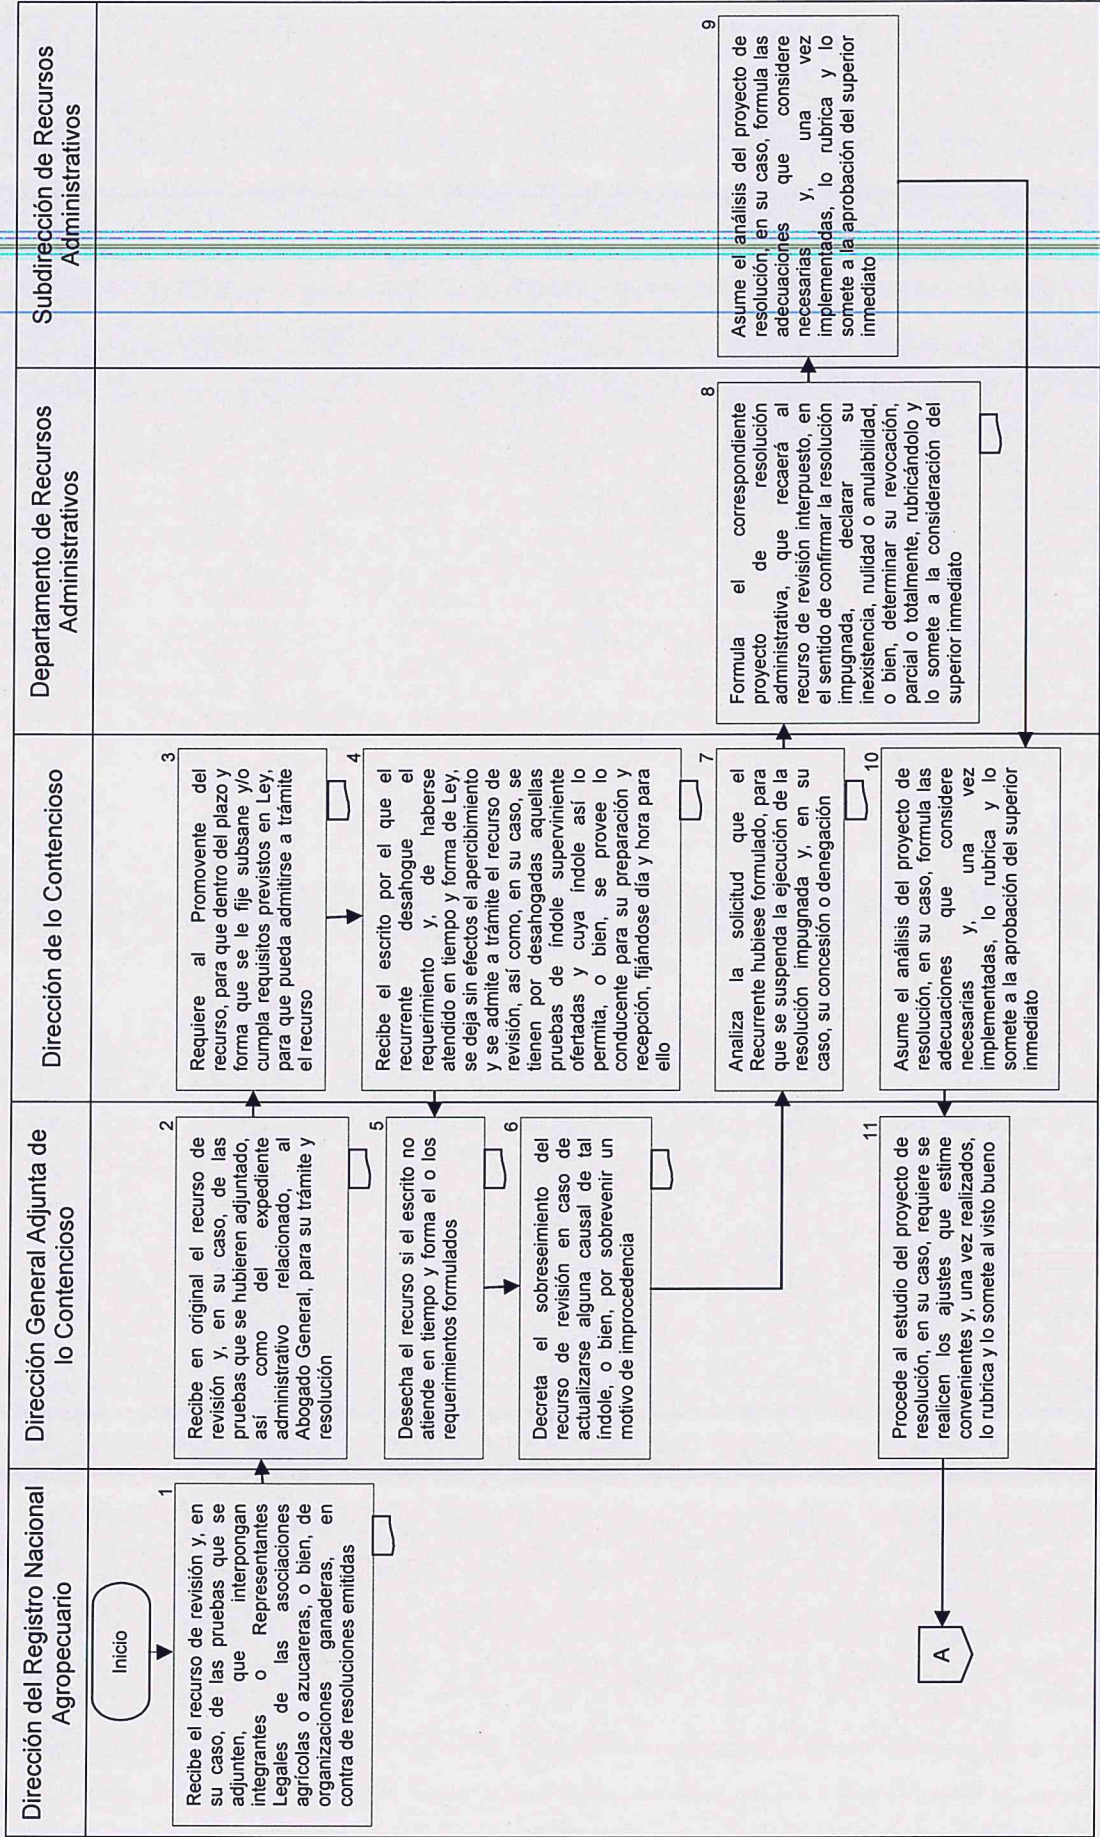 Dirección del Registro Nacional
Agropecuario
Dirección General Adjunta de
lo Contencioso
Dirección de lo Contencioso
Departamento de Recursos
Administrativos
Subdirección de Recursos
Administrativos
Inicio
1
Recibe el recurso de revisión y, en
su caso, de las pruebas que se
adjunten, que interpongan
integrantes o Representantes
Legales de las asociaciones
agrícolas o azucareras, o bien, de
organizaciones ganaderas, en
contra de resoluciones emitidas
2
Recibe en original el recurso de
revisión y, en su caso, de las
pruebas que se hubieren adjuntado,
así como del expediente
administrativo relacionado, al
Abogado General, para su trámite y
resolución
3
Requiere al Promovente del
recurso, para que dentro del plazo y
forma que se le fije subsane y/o
cumpla requisitos previstos en Ley,
para que pueda admitirse a trámite
el recurso
4
Recibe el escrito por el que el
recurrente desahogue el
requerimiento y, de haberse
atendido en tiempo y forma de Ley,
se deja sin efectos el apercibimiento
y se admite a trámite el recurso de
revisión, así como, en su caso, se
tienen por desahogadas aquellas
pruebas de índole superviniente
ofertadas y cuya índole así lo
permita, o bien, se provee lo
conducente para su preparación y
recepción, fijándose día y hora para
ello
5
Desecha el recurso si el escrito no
atiende en tiempo y forma el o los
requerimientos formulados
6
Decreta el sobreseimiento del
recurso de revisión en caso de
actualizarse alguna causal de tal
índole, o bien, por sobrevenir un
motivo de improcedencia
7
Analiza la solicitud que el
Recurrente hubiese formulado, para
que se suspenda la ejecución de la
resolución impugnada y, en su
caso, su concesión o denegación
8
Formula el correspondiente
proyecto de resolución
administrativa, que recaerá al
recurso de revisión interpuesto, en
el sentido de confirmar la resolución
impugnada, declarar su
inexistencia, nulidad o anulabilidad,
o bien, determinar su revocación,
parcial o totalmente, rubricándolo y
lo somete a la consideración del
superior inmediato
9
Asume el análisis del proyecto de
resolución, en su caso, formula las
adecuaciones que considere
necesarias y, una vez
implementadas, lo rubrica y lo
somete a la aprobación del superior
inmediato
10
Asume el análisis del proyecto de
resolución, en su caso, formula las
adecuaciones que considere
necesarias y, una vez
implementadas, lo rubrica y lo
somete a la aprobación del superior
inmediato
11
Procede al estudio del proyecto de
resolución, en su caso, requiere se
realicen los ajustes que estime
convenientes y, una vez realizados,
lo rubrica y lo somete al visto bueno
A